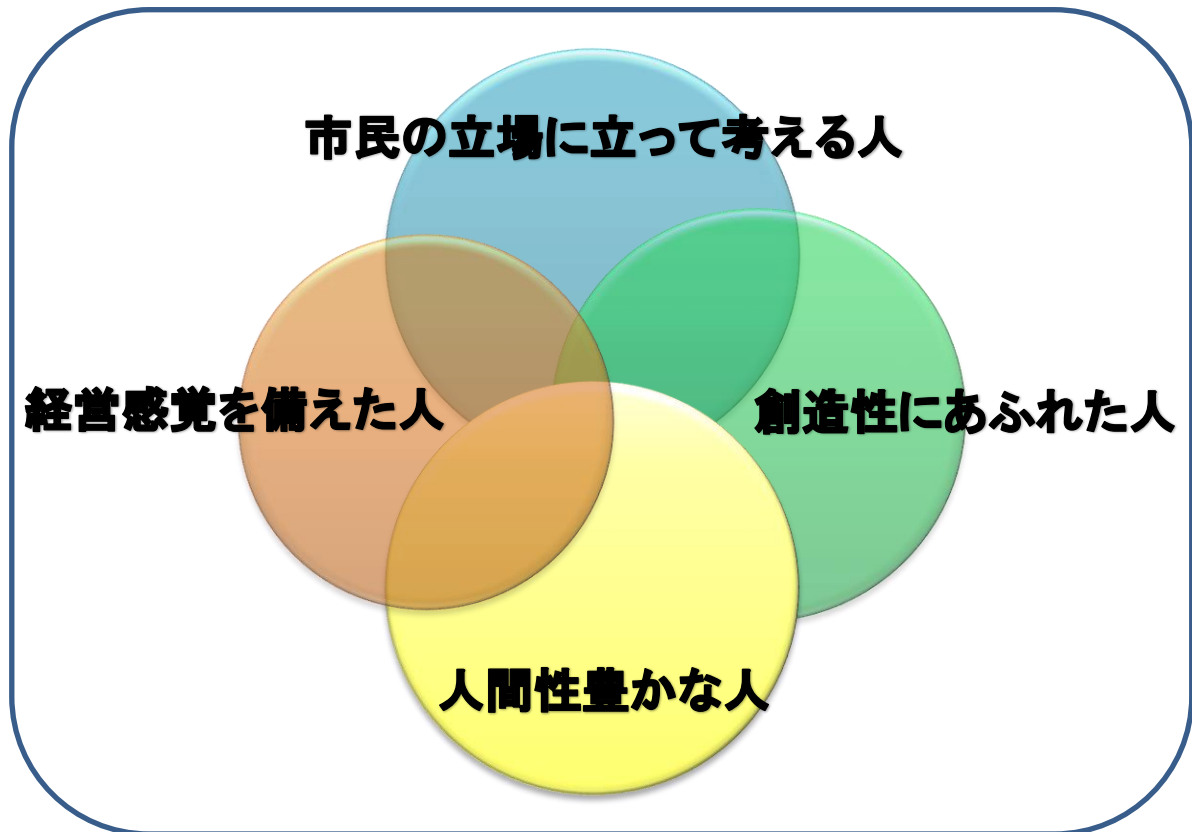 市民の立場に立って考える人
経営感覚を備えた人
創造性にあふれた人
人間性豊かな人